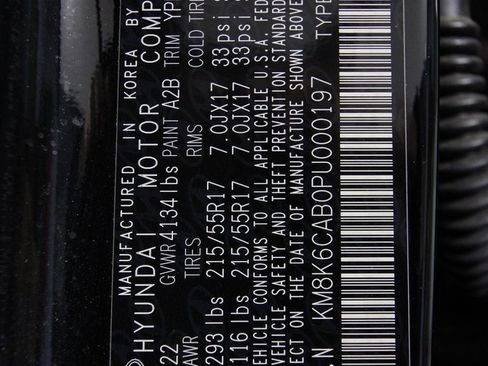 MANUFACTURED IN KOREA BY
HYUNDAI MOTOR COMP
22 GVWR 4134 lbs PAINT A2B TRIM YP
AWR TIRES RIMS COLD TIRE
293 lbs 215/55R17 7.0JX17 33psi
116 lbs 215/55R17 7.0JX17 33psi
VEHICLE CONFORMS TO ALL APPLICABLE U.S.A. FED
VEHICLE SAFETY AND THEFT PREVENTION STANDARD
ECT ON THE DATE OF MANUFACTURE SHOWN ABOVE
N KM8K6CAB0PU000197 TYPE